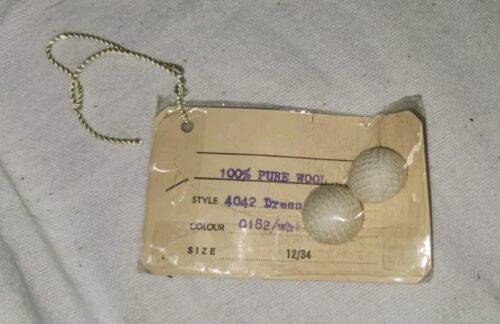 100% PURE WOOL
STYLE 4042 Dress
COLOUR 0182/Wh
SIZE 12/34